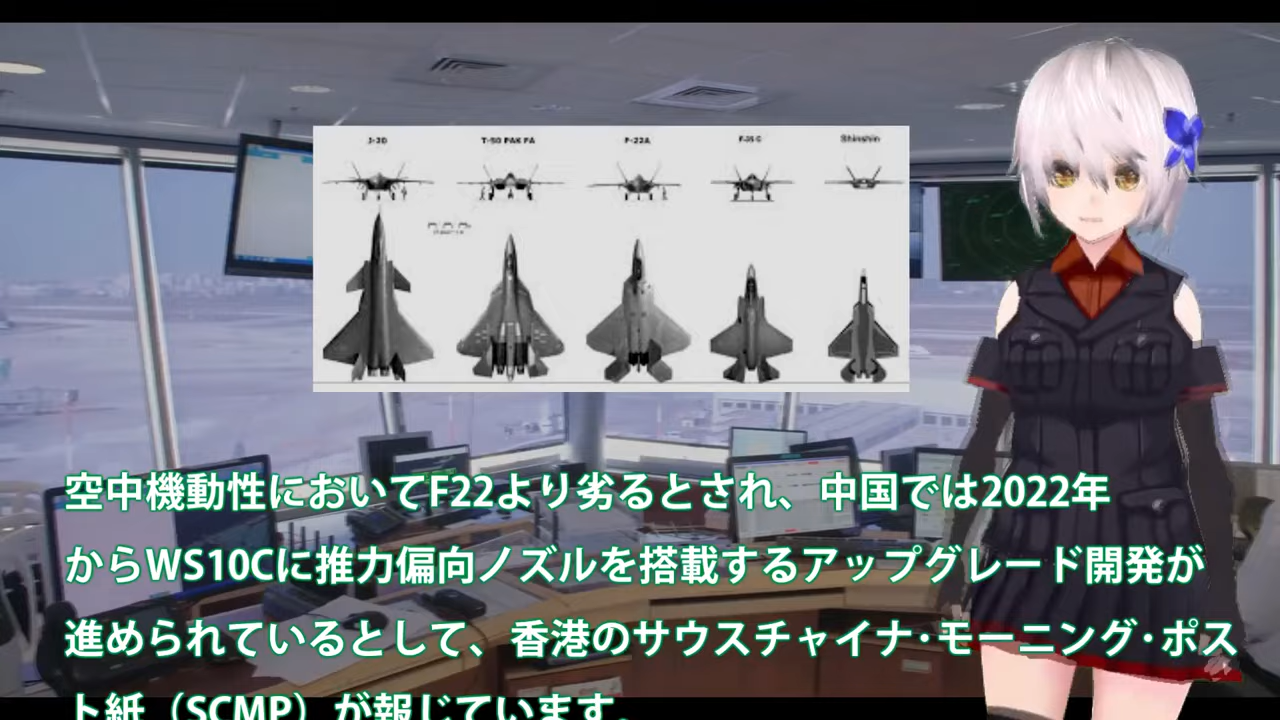 J-20
T-50 PAK FA
F-22A
F-35 C
Shinshin
空中機動性においてF22より劣るとされ、中国では2022年
からWS10Cに推力偏向ノズルを搭載するアップグレード開発が
進められているとして、香港のサウスチャイナ･モーニング･ポス
ト紙（SCMP）が報じています。